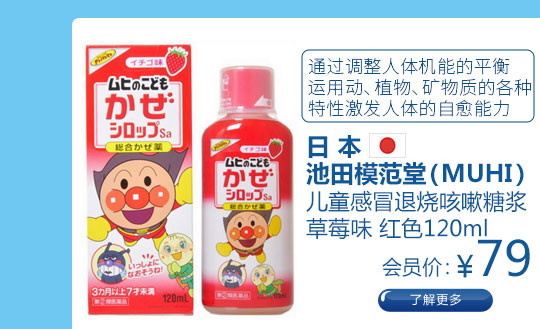 イチゴ味
ムヒのこども
かぜ
シロップSa
総合かぜ薬
いっしょに
なおそうね!
3カ月以上7才未満
第②類医薬品
120mL
イチゴ味
ムヒのこども
かぜ
シロップSa
総合かぜ薬
通过调整人体机能的平衡
运用动、植物、矿物质的各种
特性激发人体的自愈能力
日本
池田模范堂(MUHI)
儿童感冒退烧咳嗽糖浆
草莓味 红色120ml
会员价:¥79
了解更多